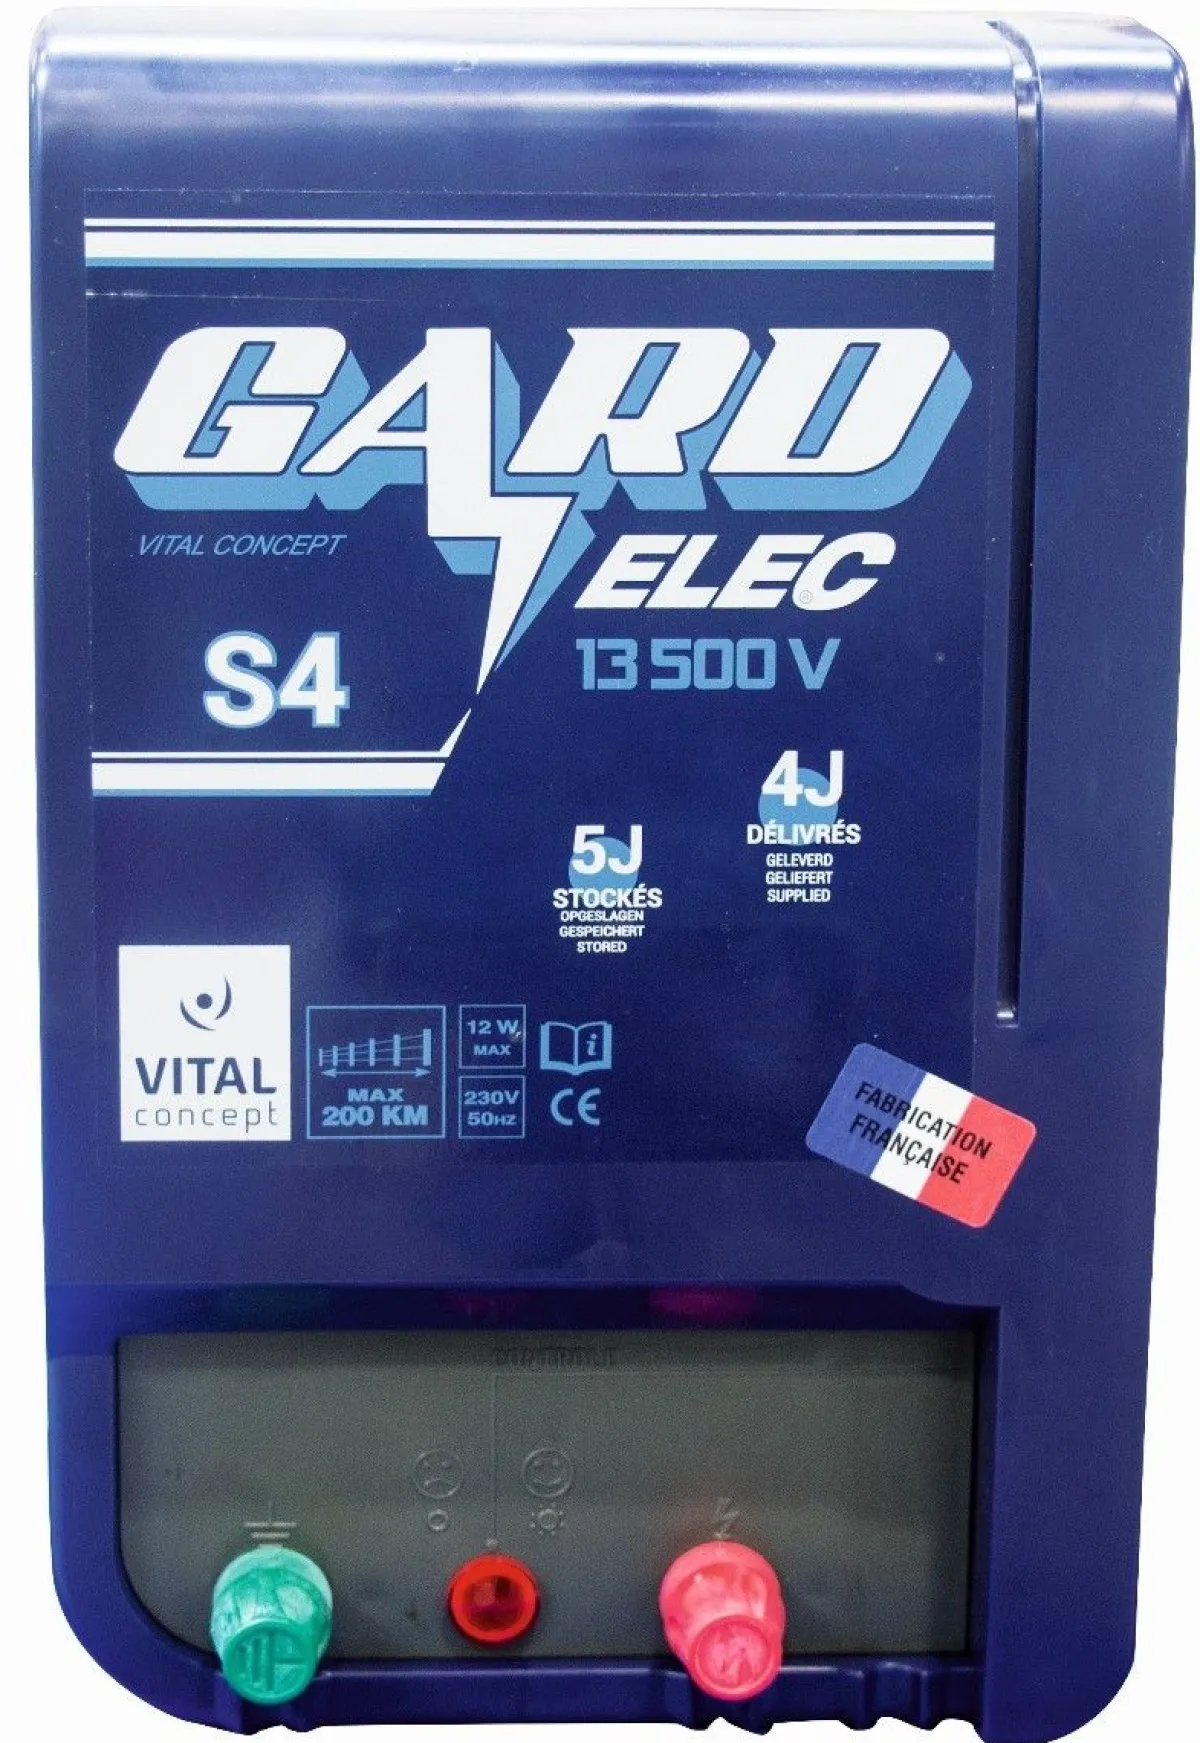 GARD
VITAL CONCEPT
ELEC®
S4
13 500 V
4J
DÉLIVRÉS
GELEVERD
GELIEFERT
SUPPLIED
5J
STOCKÉS
OPGESLAGEN
GESPEICHERT
STORED
VITAL
concept
MAX
200 KM
12 W
MAX
230V
50HZ
i
CE
FABRICATION
FRANÇAISE